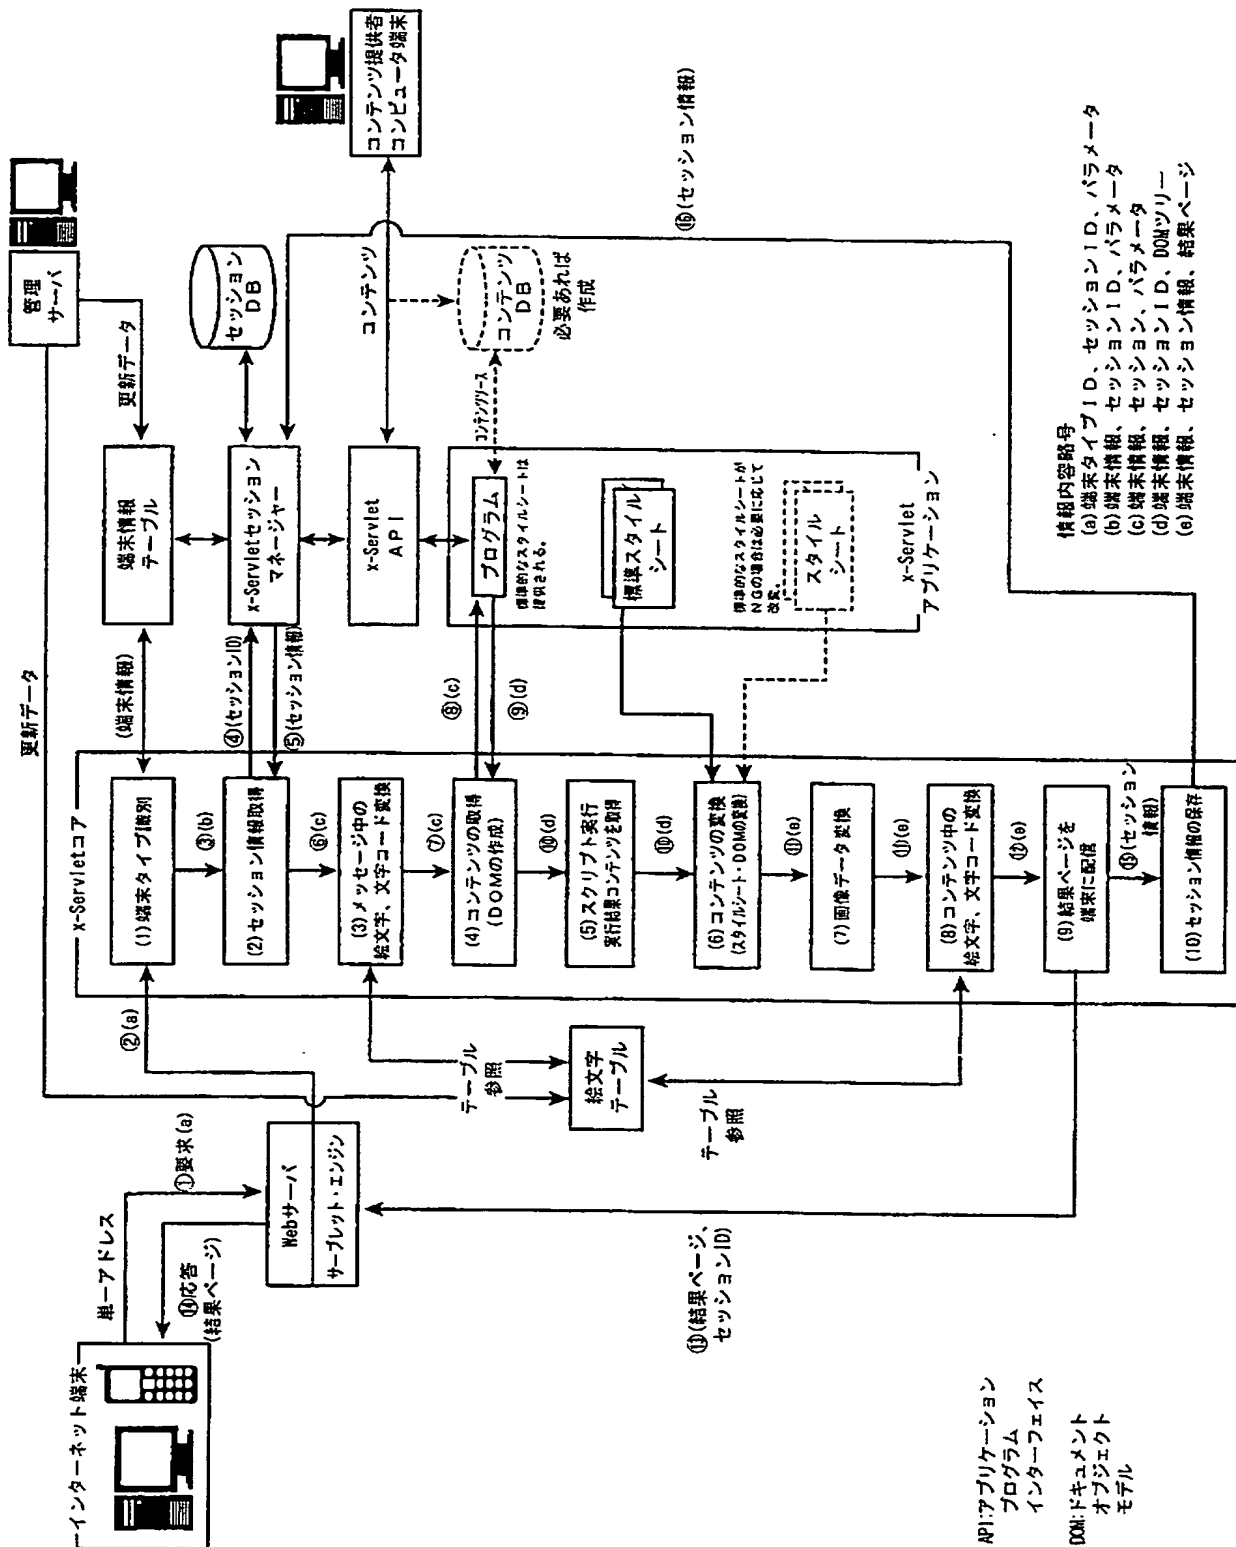 インターネット端末
単一アドレス
①要求(a)
⑭応答
(結果ページ)
Webサーバ
サーブレット・エンジン
②(a)
更新データ
管理
サーバ
更新データ
x-Servletコア
(1)端末タイプ識別
③(b)
(2)セッション情報取得
⑥(c)
(3)メッセージ中の
絵文字、文字コード変換
⑦(c)
(4)コンテンツの取得
(DOMの作成)
⑩(d)
(5)スクリプト実行
実行結果コンテンツを取得
⑩(d)
(6)コンテンツの変換
(スタイルシート・DOMの変換)
⑪(e)
(7)画像データ変換
⑪(e)
(8)コンテンツ中の
絵文字、文字コード変換
⑫(e)
(9)結果ページを
端末に配信
⑮(セッション
情報)
(10)セッション情報の保存
テーブル
参照
絵文字
テーブル
テーブル
参照
⑬(結果ページ、
セッションID)
(端末情報)
④(セッションID)
⑤(セッション情報)
⑧(c)
⑨(d)
端末情報
テーブル
x-Servletセッション
マネージャー
セッション
DB
x-Servlet
API
コンテンツ
コンテンツ提供者
コンピュータ端末
プログラム
コンテンツソース
コンテンツ
DB
必要あれば
作成
標準的なスタイルシートは
提供される。
標準スタイル
シート
標準的なスタイルシートが
NGの場合は必要に応じて
改変。
スタイル
シート
x-Servlet
アプリケーション
⑯(セッション情報)
情報内容略号
(a)端末タイプID、セッションID、パラメータ
(b)端末情報、セッションID、パラメータ
(c)端末情報、セッション、パラメータ
(d)端末情報、セッションID、DOMツリー
(e)端末情報、セッション情報、結果ページ
API:アプリケーション
プログラム
インターフェイス
DOM:ドキュメント
オブジェクト
モデル